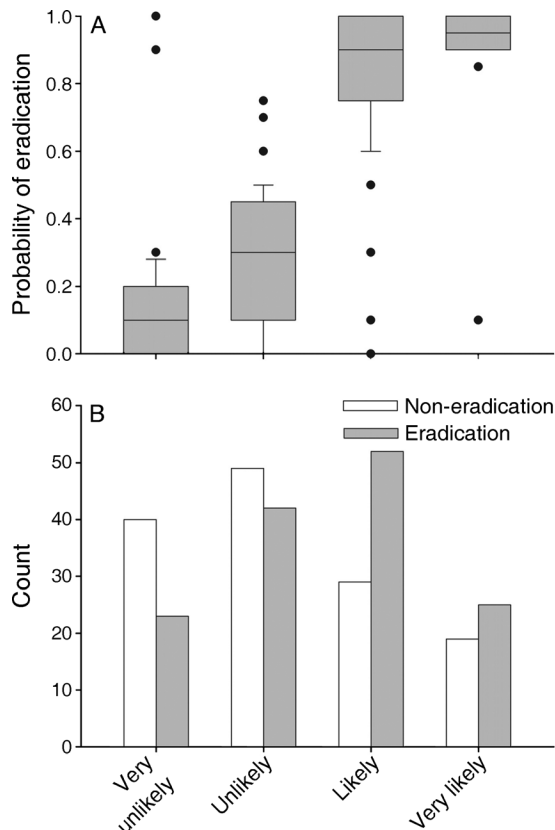 A
Probability of eradication
1.0
0.8
0.6
0.4
0.2
0.0
B
Non-eradication
Eradication
Count
60
50
40
30
20
10
0
Very
unlikely
Unlikely
Likely
Very likely